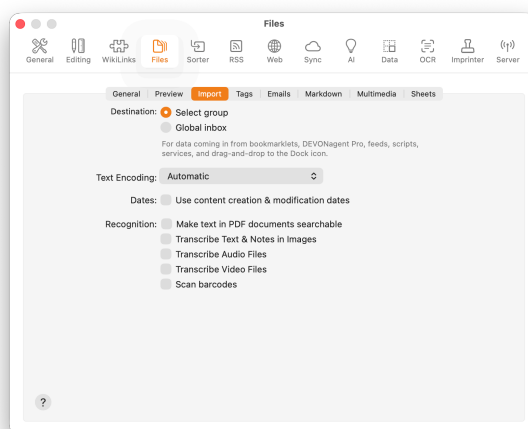 Files
General Editing WikiLinks Files Sorter RSS Web Sync AI Data OCR Imprinter Server
General Preview Import Tags Emails Markdown Multimedia Sheets
Destination: Select group
Global inbox
For data coming in from bookmarklets, DEVONagent Pro, feeds, scripts,
services, and drag-and-drop to the Dock icon.
Text Encoding: Automatic
Dates: Use content creation & modification dates
Recognition: Make text in PDF documents searchable
Transcribe Text & Notes in Images
Transcribe Audio Files
Transcribe Video Files
Scan barcodes
?